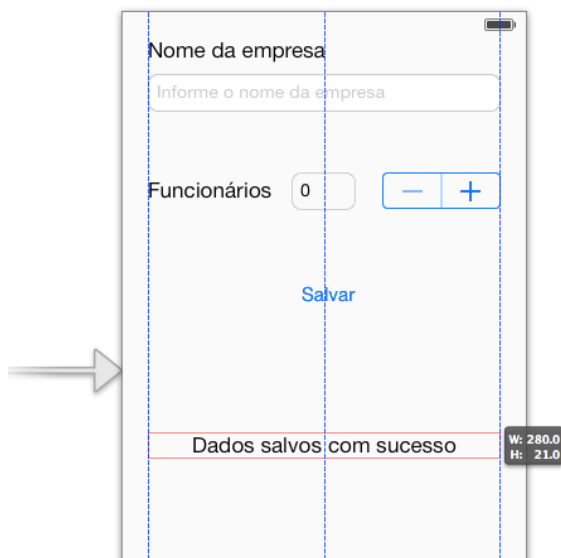 Nome da empresa
Informe o nome da empresa
Funcionários 0 − +
Salvar
Dados salvos com sucesso
W: 280.0
H: 21.0